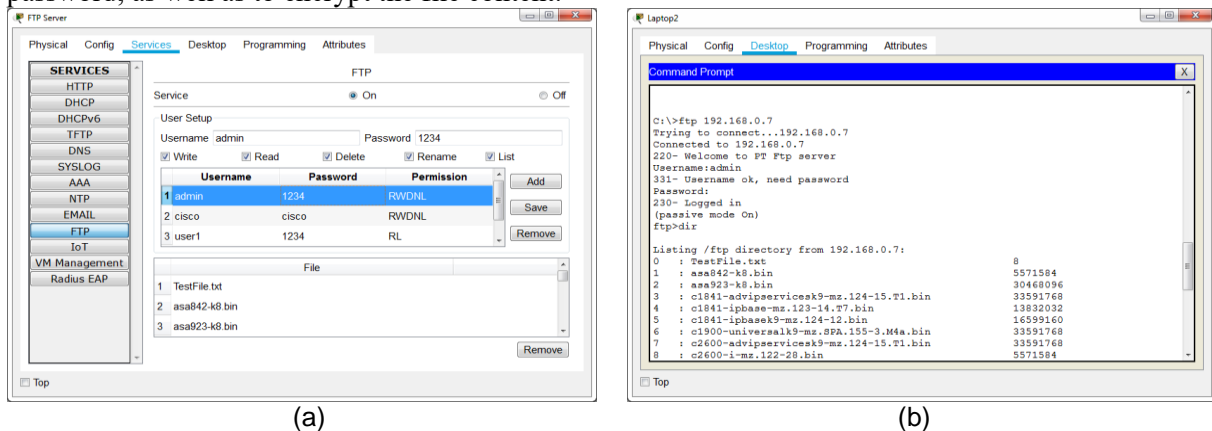 password, as well as to encrypt the file content.
FTP Server
Physical Config Services Desktop Programming Attributes
SERVICES
HTTP
DHCP
DHCPv6
TFTP
DNS
SYSLOG
AAA
NTP
EMAIL
FTP
IoT
VM Management
Radius EAP
FTP
Service On Off
User Setup
Username admin Password 1234
Write Read Delete Rename List
Username Password Permission
1 admin 1234 RWDNL
2 cisco cisco RWDNL
3 user1 1234 RL
Add
Save
Remove
File
1 TestFile.txt
2 asa842-k8.bin
3 asa923-k8.bin
Remove
Top
(a)
Laptop2
Physical Config Desktop Programming Attributes
Command Prompt X
C:\>ftp 192.168.0.7
Trying to connect...192.168.0.7
Connected to 192.168.0.7
220- Welcome to PT Ftp server
Username:admin
331- Username ok, need password
Password:
230- Logged in
(passive mode On)
ftp>dir
Listing /ftp directory from 192.168.0.7:
0 : TestFile.txt 8
1 : asa842-k8.bin 5571584
2 : asa923-k8.bin 30468096
3 : c1841-advipservicesk9-mz.124-15.T1.bin 33591768
4 : c1841-ipbase-mz.123-14.T7.bin 13832032
5 : c1841-ipbasek9-mz.124-12.bin 16599160
6 : c1900-universalk9-mz.SPA.155-3.M4a.bin 33591768
7 : c2600-advipservicesk9-mz.124-15.T1.bin 33591768
8 : c2600-i-mz.122-28.bin 5571584
Top
(b)